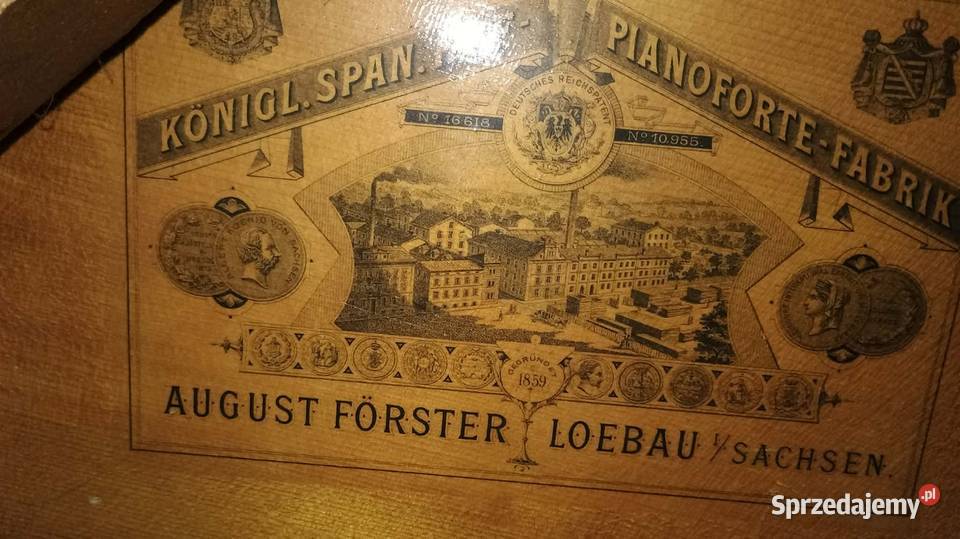 KÖNIGL. SPAN.
PIANOFORTE-FABRIK
DEUTSCHES REICHSPATENT
No 16618.
No 10.955.
GEGRÜNDET
1859
AUGUST FÖRSTER LOEBAU I/SACHSEN.
Sprzedajemy.pl